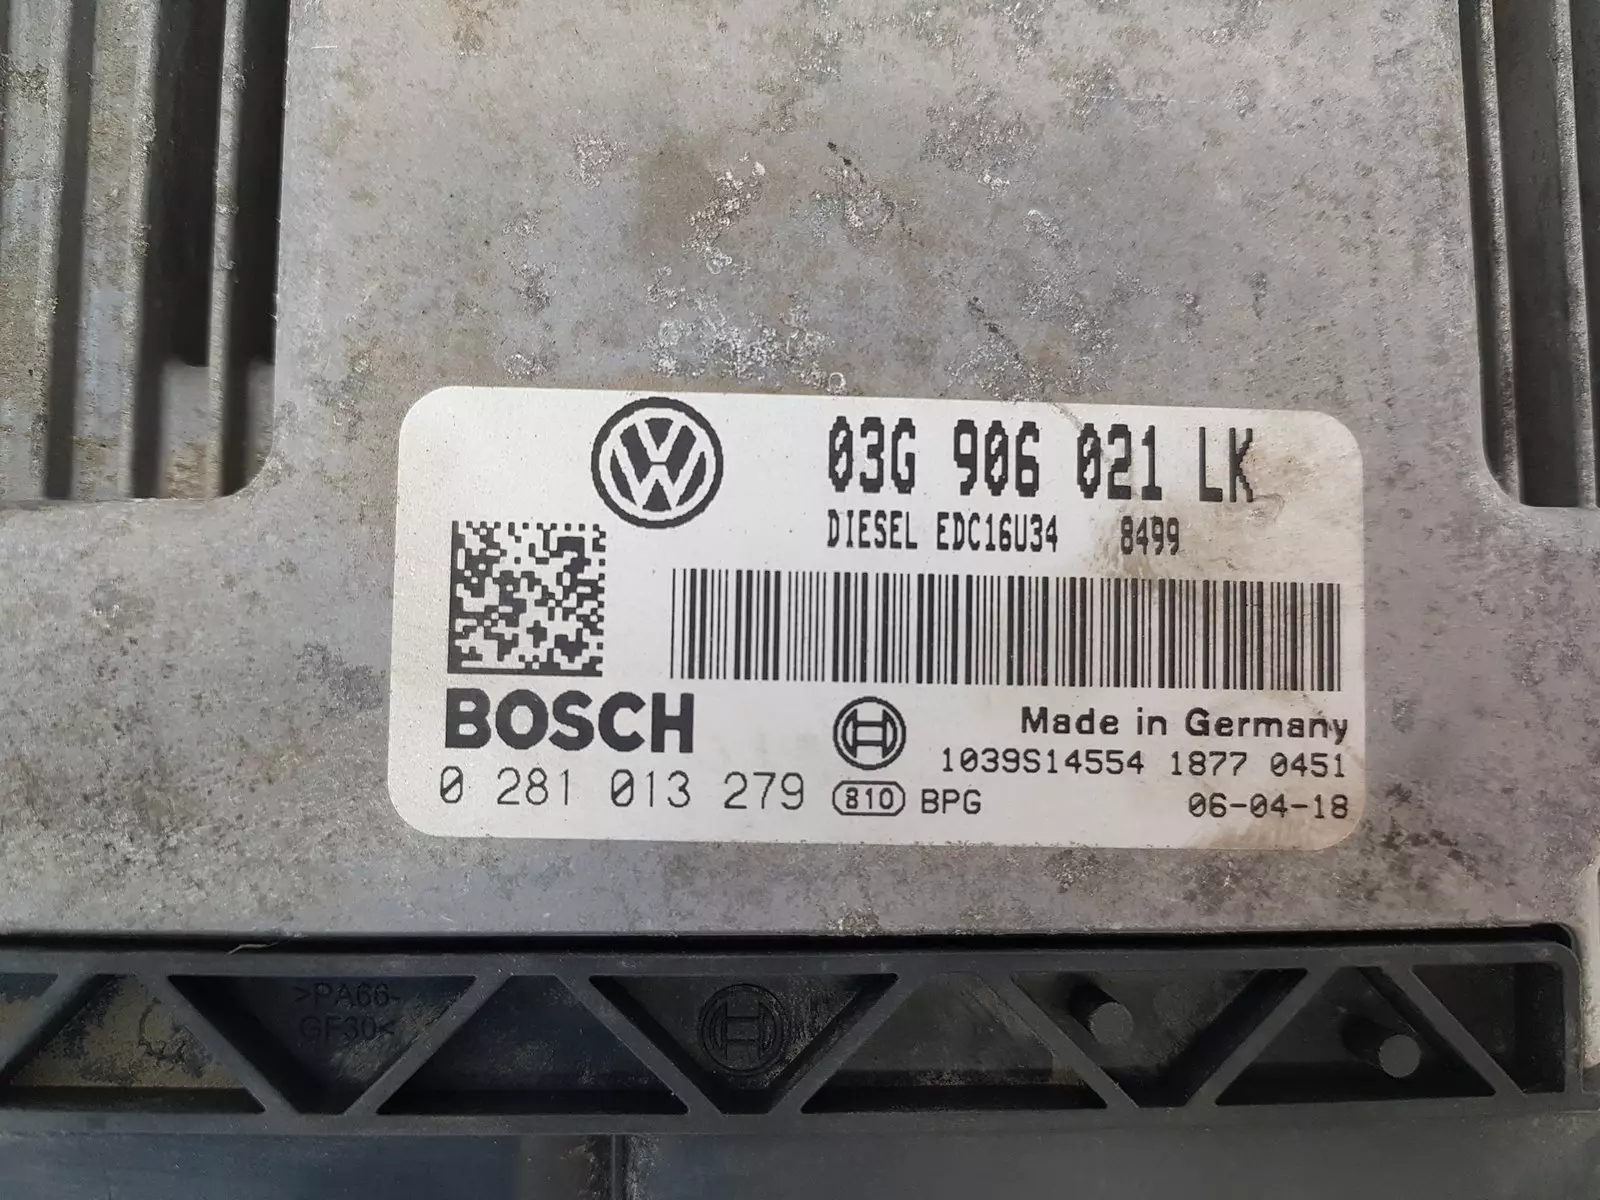 03G 906 021 LK
DIESEL EDC16U34 8499
BOSCH
Made in Germany
1039S14554 1877 0451
0 281 013 279 810 BPG 06-04-18
>PA66-
GF30<